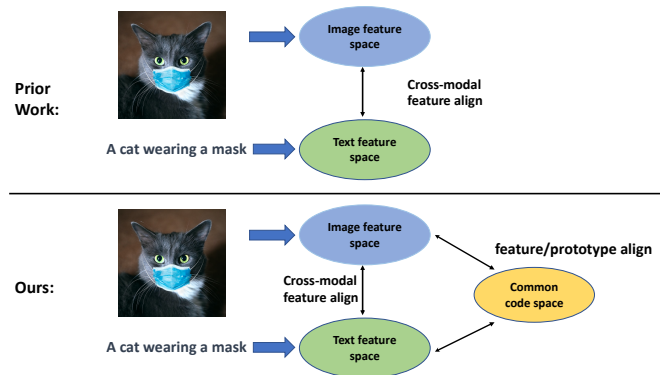 Prior
Work:
Image feature
space
Cross-modal
feature align
A cat wearing a mask
Text feature
space
Ours:
Image feature
space
Cross-modal
feature align
feature/prototype align
Common
code space
A cat wearing a mask
Text feature
space